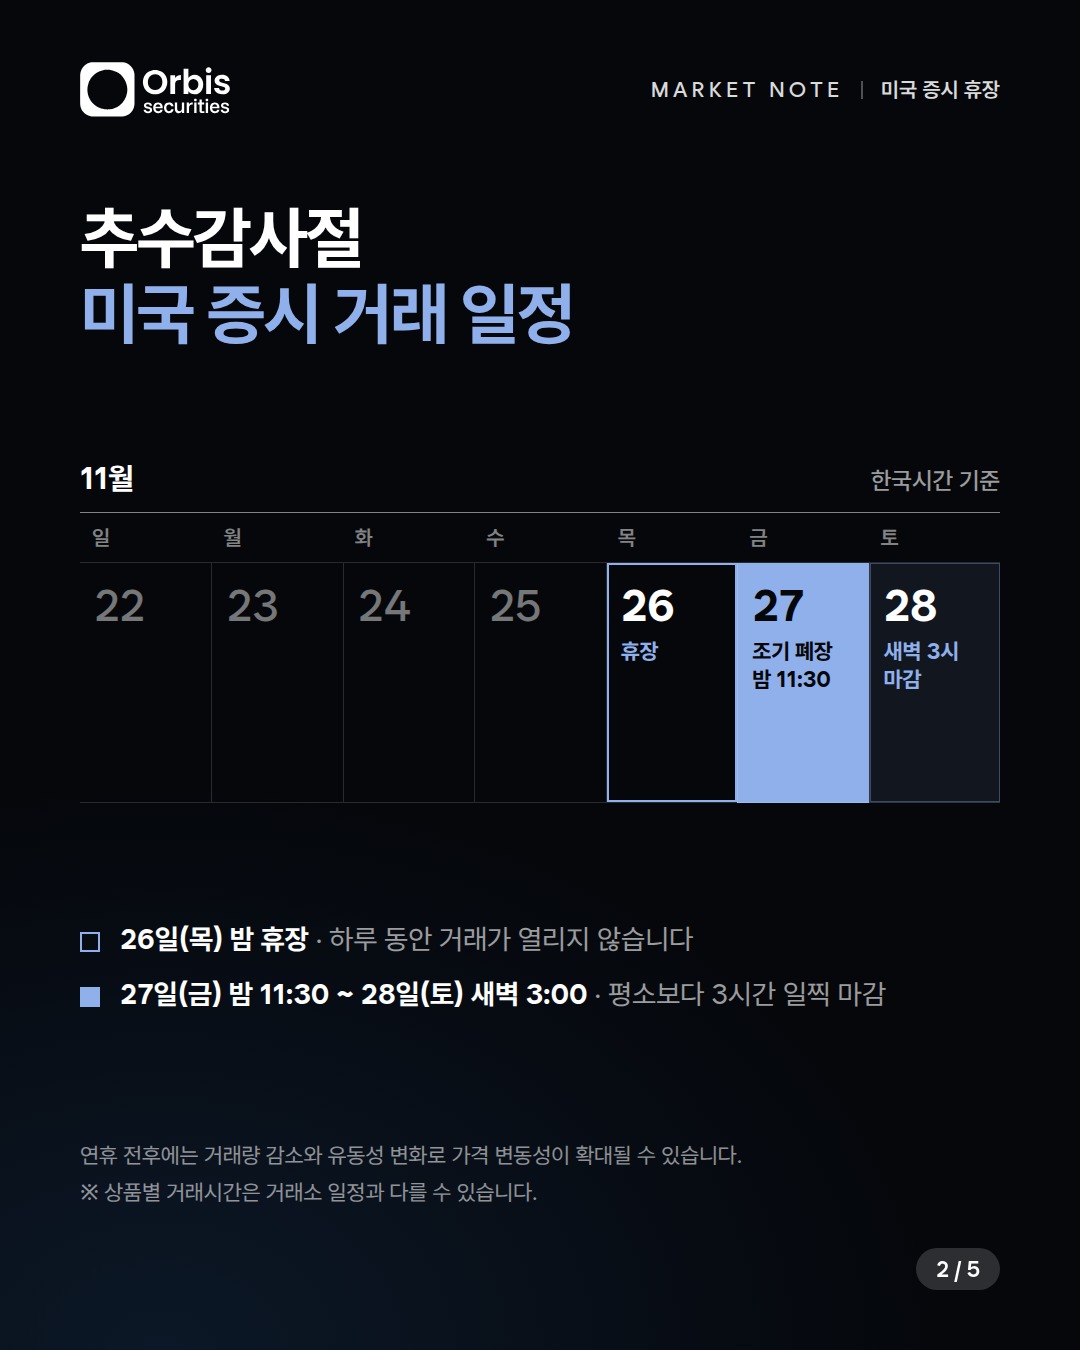 Orbis
securities
MARKET NOTE | 미국 증시 휴장
추수감사절
미국 증시 거래 일정
11월 한국시간 기준
일 월 화 수 목 금 토
22 23 24 25 26 27 28
휴장
조기 폐장
밤 11:30
새벽 3시
마감
26일(목) 밤 휴장 · 하루 동안 거래가 열리지 않습니다
27일(금) 밤 11:30 ~ 28일(토) 새벽 3:00 · 평소보다 3시간 일찍 마감
연휴 전후에는 거래량 감소와 유동성 변화로 가격 변동성이 확대될 수 있습니다.
※ 상품별 거래시간은 거래소 일정과 다를 수 있습니다.
2 / 5